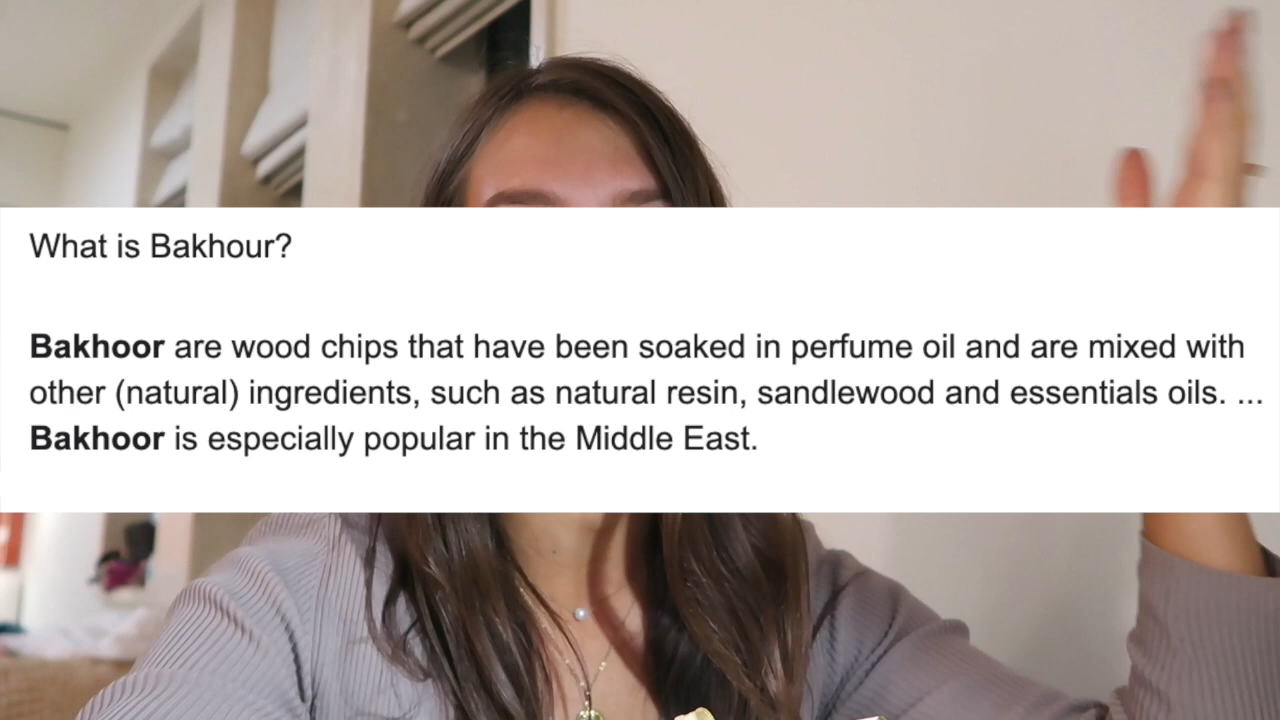 What is Bakhour?
Bakhoor are wood chips that have been soaked in perfume oil and are mixed with
other (natural) ingredients, such as natural resin, sandlewood and essentials oils. ...
Bakhoor is especially popular in the Middle East.